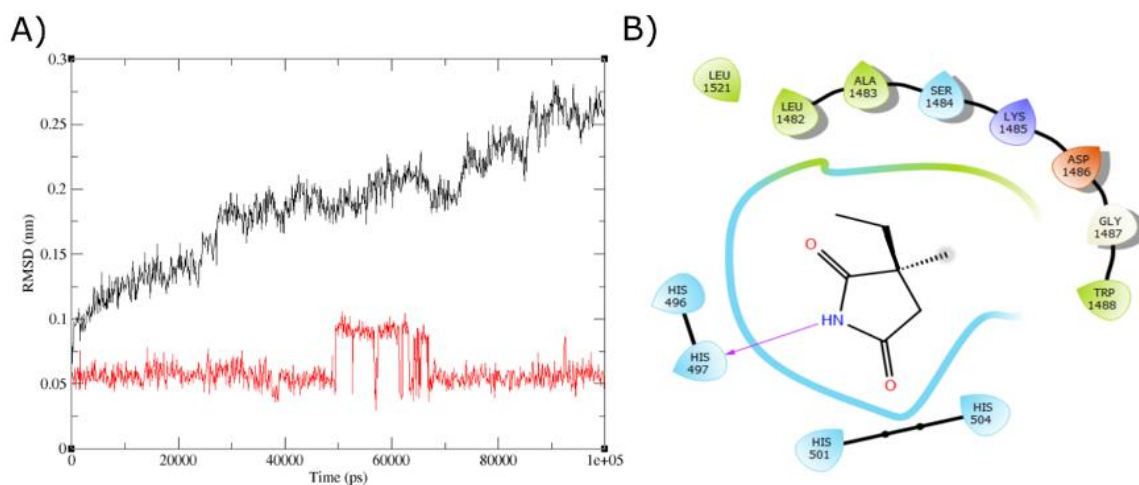 A)
B)
0.3
0.25
0.2
0.15
0.1
0.05
0
RMSD (nm)
0
20000
40000
60000
80000
1e+05
Time (ps)
LEU
1521
LEU
1482
ALA
1483
SER
1484
LYS
1485
ASP
1486
GLY
1487
TRP
1488
O
HN
O
HIS
496
HIS
497
HIS
501
HIS
504